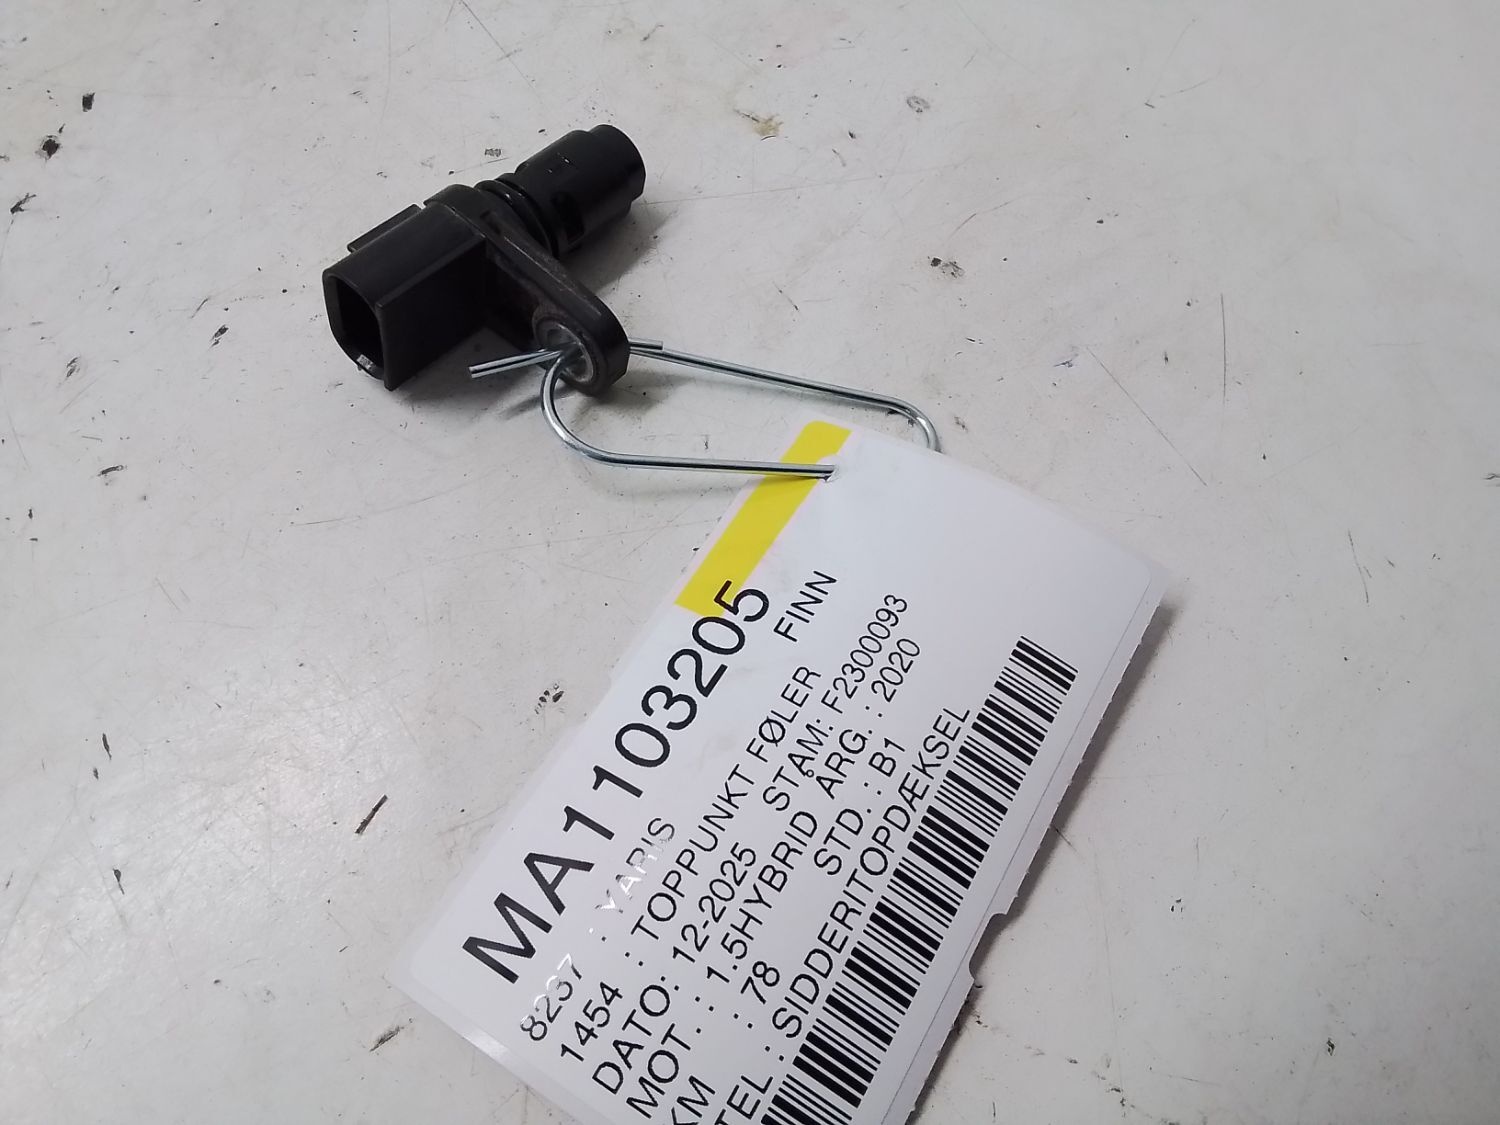 MA1103205
8237 : YARIS FINN
1454 : TOPPUNKT FØLER
DATO: 12-2025 STAM: F2300093
MOT. : 1.5HYBRID ÅRG. : 2020
KM : 78 STD. : B1
TEL : SIDDERITOPDÆKSEL